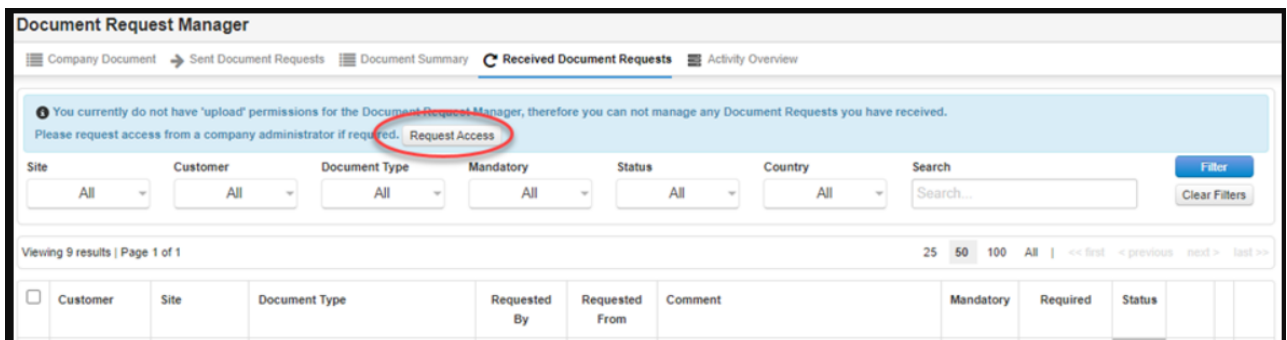 Document Request Manager
Company Document Sent Document Requests Document Summary Received Document Requests Activity Overview
You currently do not have 'upload' permissions for the Document Request Manager, therefore you can not manage any Document Requests you have received.
Please request access from a company administrator if required. Request Access
Site Customer Document Type Mandatory Status Country Search Filter
All All All All All All Search... Clear Filters
Viewing 9 results | Page 1 of 1 25 50 100 All | << first < previous next > last >>
Customer Site Document Type Requested By Requested From Comment Mandatory Required Status